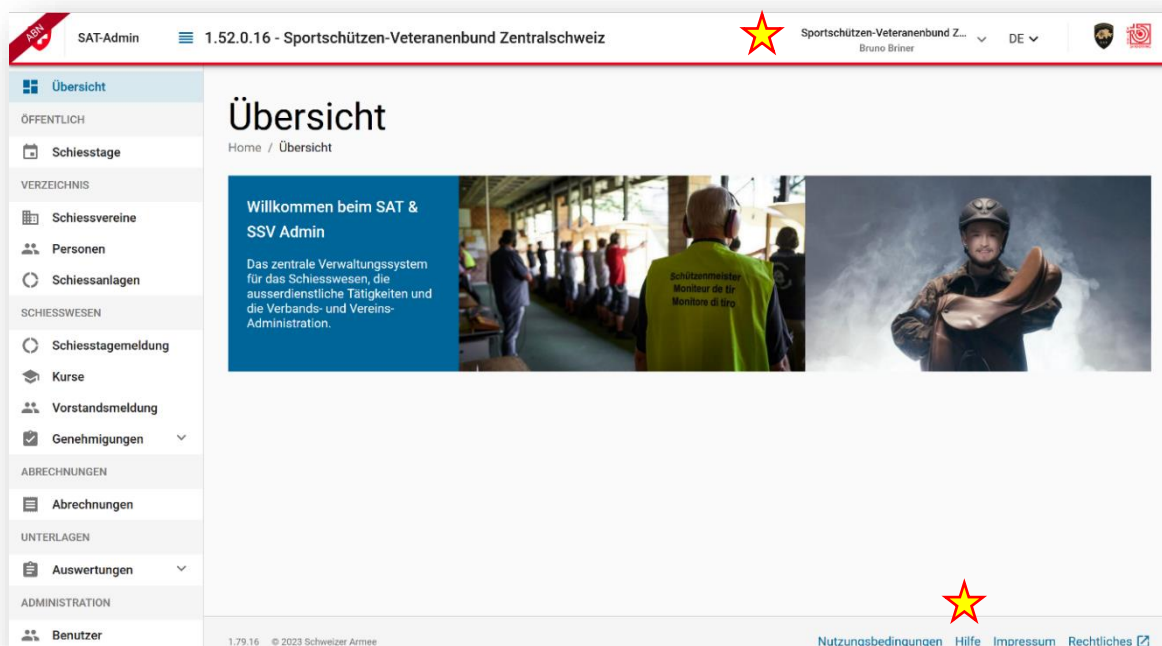 ABN
SAT-Admin
1.52.0.16 - Sportschützen-Veteranenbund Zentralschweiz
Sportschützen-Veteranenbund Z...
Bruno Briner
DE
Übersicht
ÖFFENTLICH
Schiesstage
VERZEICHNIS
Schiessvereine
Personen
Schiessanlagen
SCHIESSWESEN
Schiesstagemeldung
Kurse
Vorstandsmeldung
Genehmigungen
ABRECHNUNGEN
Abrechnungen
UNTERLAGEN
Auswertungen
ADMINISTRATION
Benutzer
Übersicht
Home / Übersicht
Willkommen beim SAT &
SSV Admin
Das zentrale Verwaltungssystem
für das Schiesswesen, die
ausserdienstliche Tätigkeiten und
die Verbands- und Vereins-
Administration.
Schützenmeister
Moniteur de tir
Monitore di tiro
1.79.16 © 2023 Schweizer Armee
Nutzungsbedingungen Hilfe Impressum Rechtliches